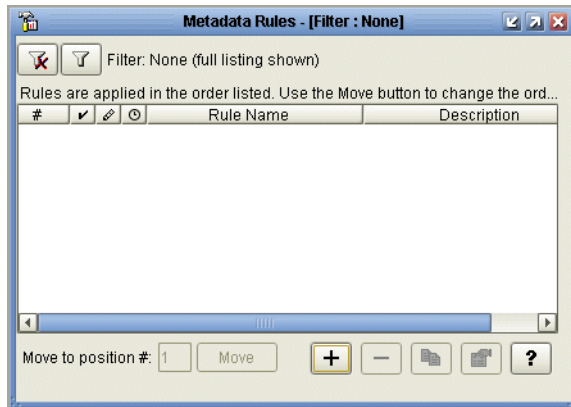 Metadata Rules - [Filter : None]
Filter: None (full listing shown)
Rules are applied in the order listed. Use the Move button to change the ord...
# Rule Name Description
Move to position #: 1 Move + − ?